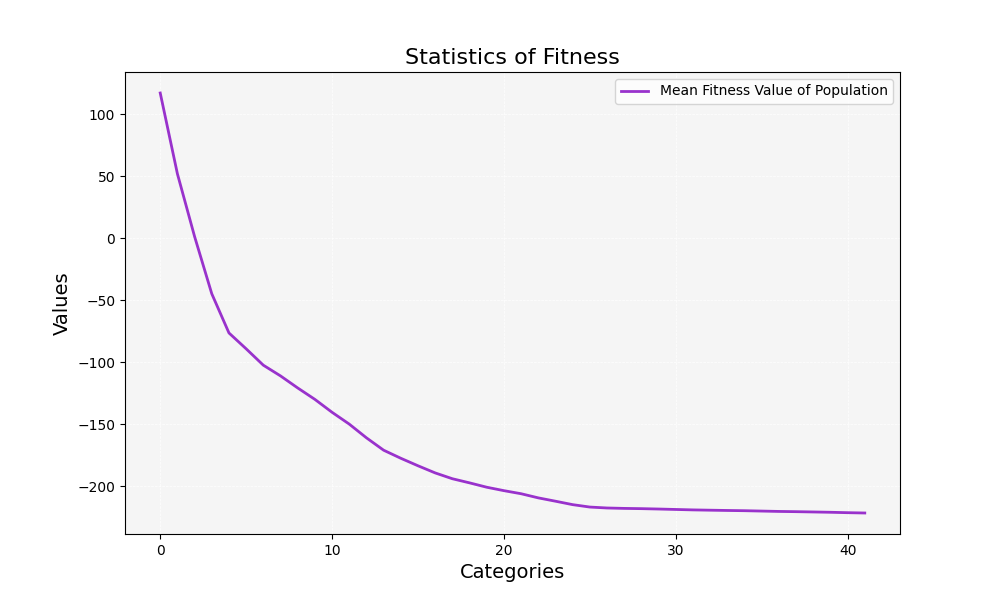 Statistics of Fitness
Mean Fitness Value of Population
Values
100
50
0
−50
−100
−150
−200
0 10 20 30 40
Categories